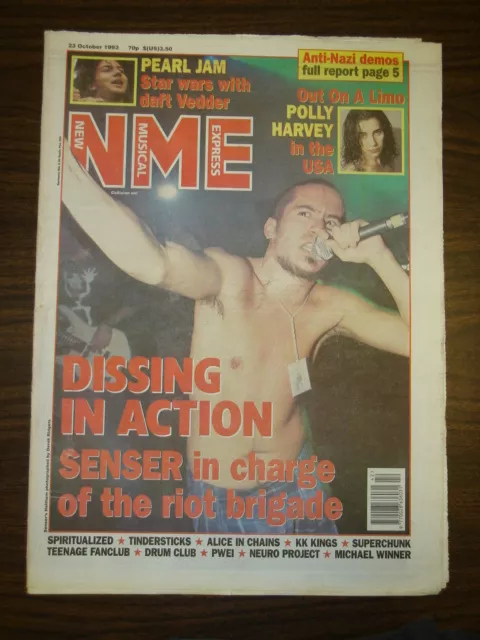 23 October 1993 70p $(US)3.50
PEARL JAM
Star wars with
daft Vedder
Anti-Nazi demos
full report page 5
Out On A Limo
POLLY
HARVEY
in the
USA
NEW
MUSICAL
EXPRESS
NME
DISSING
IN ACTION
SENSER in charge
of the riot brigade
SPIRITUALIZED ★ TINDERSTICKS ★ ALICE IN CHAINS ★ KK KINGS ★ SUPERCHUNK
TEENAGE FANCLUB ★ DRUM CLUB ★ PWEI ★ NEURO PROJECT ★ MICHAEL WINNER